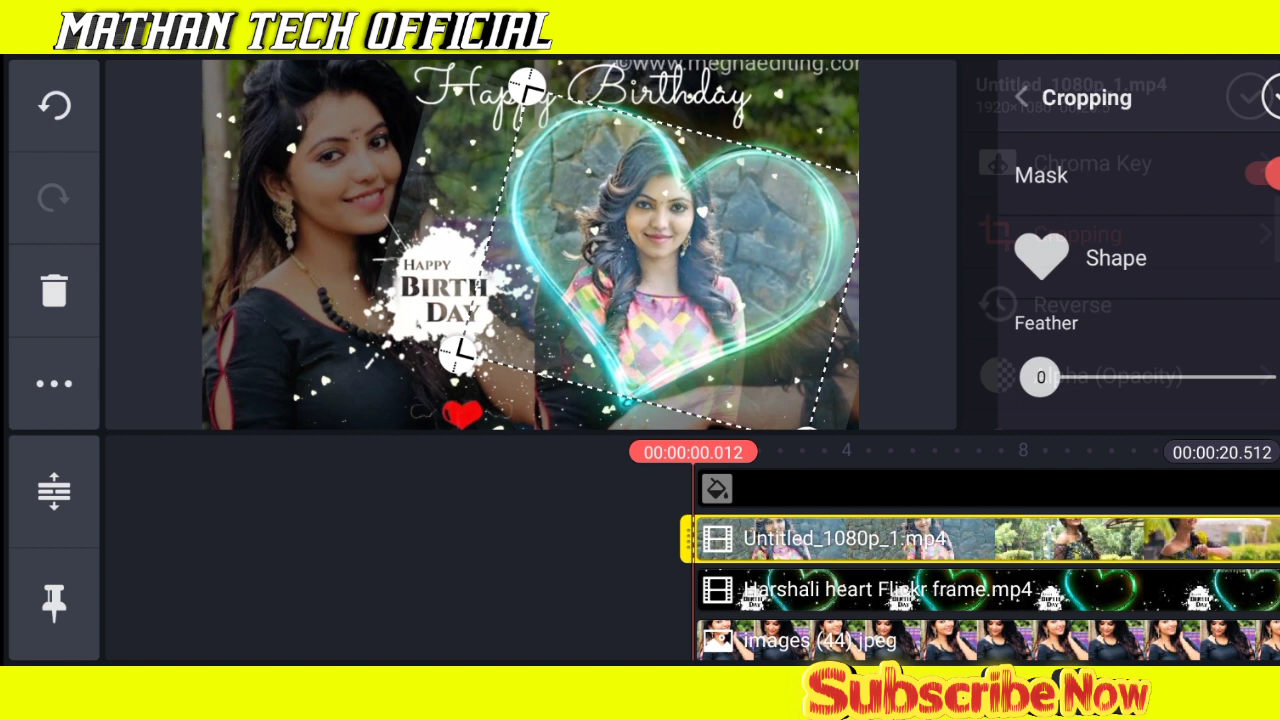 MATHAN TECH OFFICIAL
©www.meghaediting.com
Happy Birthday
HAPPY
BIRTH
DAY
Untitled_1080p_1.mp4
Cropping
Chroma Key
Mask
Cropping
Shape
Reverse
Feather
0
Alpha (Opacity)
00:00:00.012
4
8
00:00:20.512
Untitled_1080p_1.mp4
Harshali heart Flickr frame.mp4
images (44).jpeg
Subscribe Now